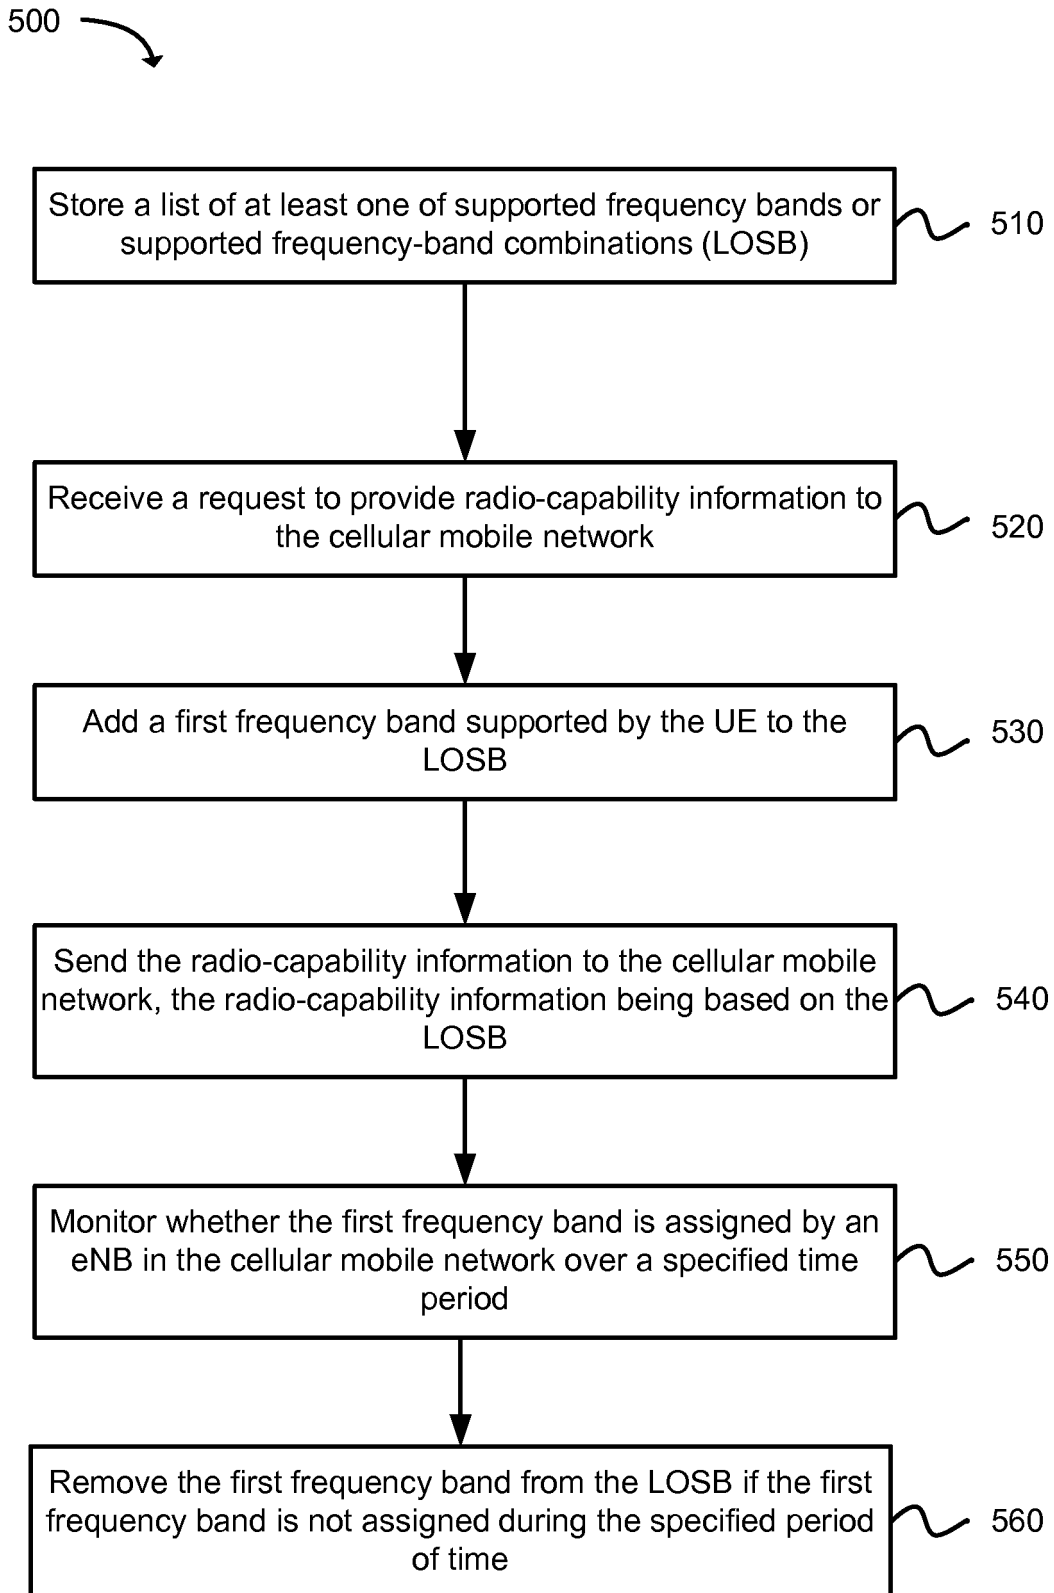 500
Store a list of at least one of supported frequency bands or
supported frequency-band combinations (LOSB)
510
Receive a request to provide radio-capability information to
the cellular mobile network
520
Add a first frequency band supported by the UE to the
LOSB
530
Send the radio-capability information to the cellular mobile
network, the radio-capability information being based on the
LOSB
540
Monitor whether the first frequency band is assigned by an
eNB in the cellular mobile network over a specified time
period
550
Remove the first frequency band from the LOSB if the first
frequency band is not assigned during the specified period
of time
560